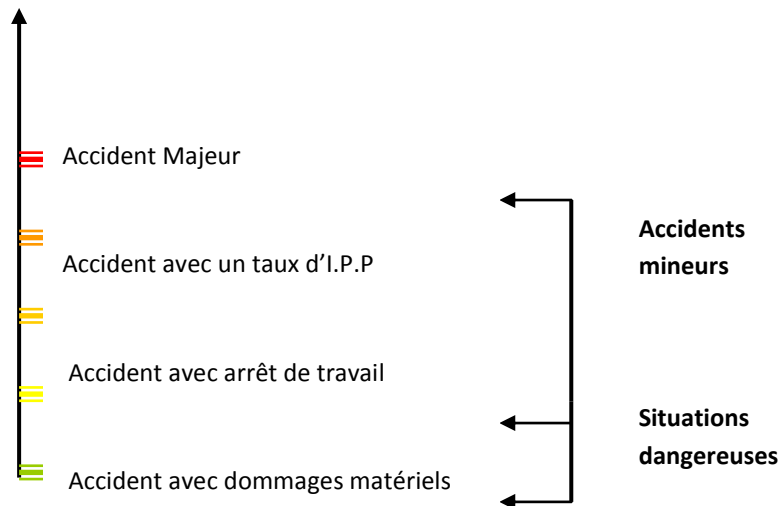 Accident Majeur
Accidents
mineurs
Accident avec un taux d’I.P.P
Accident avec arrêt de travail
Situations
dangereuses
Accident avec dommages matériels